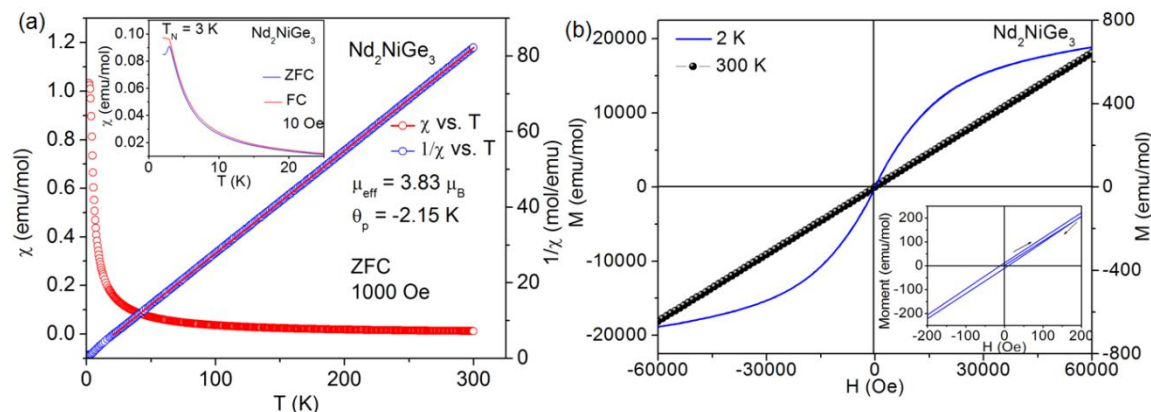 (a)
T_N = 3 K
Nd₂NiGe₃
ZFC
FC
10 Oe
χ (emu/mol)
0.10
0.08
0.06
0.04
0.02
0
10
20
T (K)
Nd₂NiGe₃
χ vs. T
1/χ vs. T
μ_eff = 3.83 μ_B
θ_p = -2.15 K
ZFC
1000 Oe
χ (emu/mol)
1.2
1.0
0.8
0.6
0.4
0.2
0.0
0
100
200
300
T (K)
80
60
40
20
0
1/χ (mol/emu)
(b)
2 K
300 K
Nd₂NiGe₃
M (emu/mol)
20000
10000
0
-10000
-20000
-60000
-30000
0
30000
60000
H (Oe)
800
400
0
-400
-800
M (emu/mol)
Moment (emu/mol)
200
100
0
-100
-200
-200
-100
0
100
200
H (Oe)